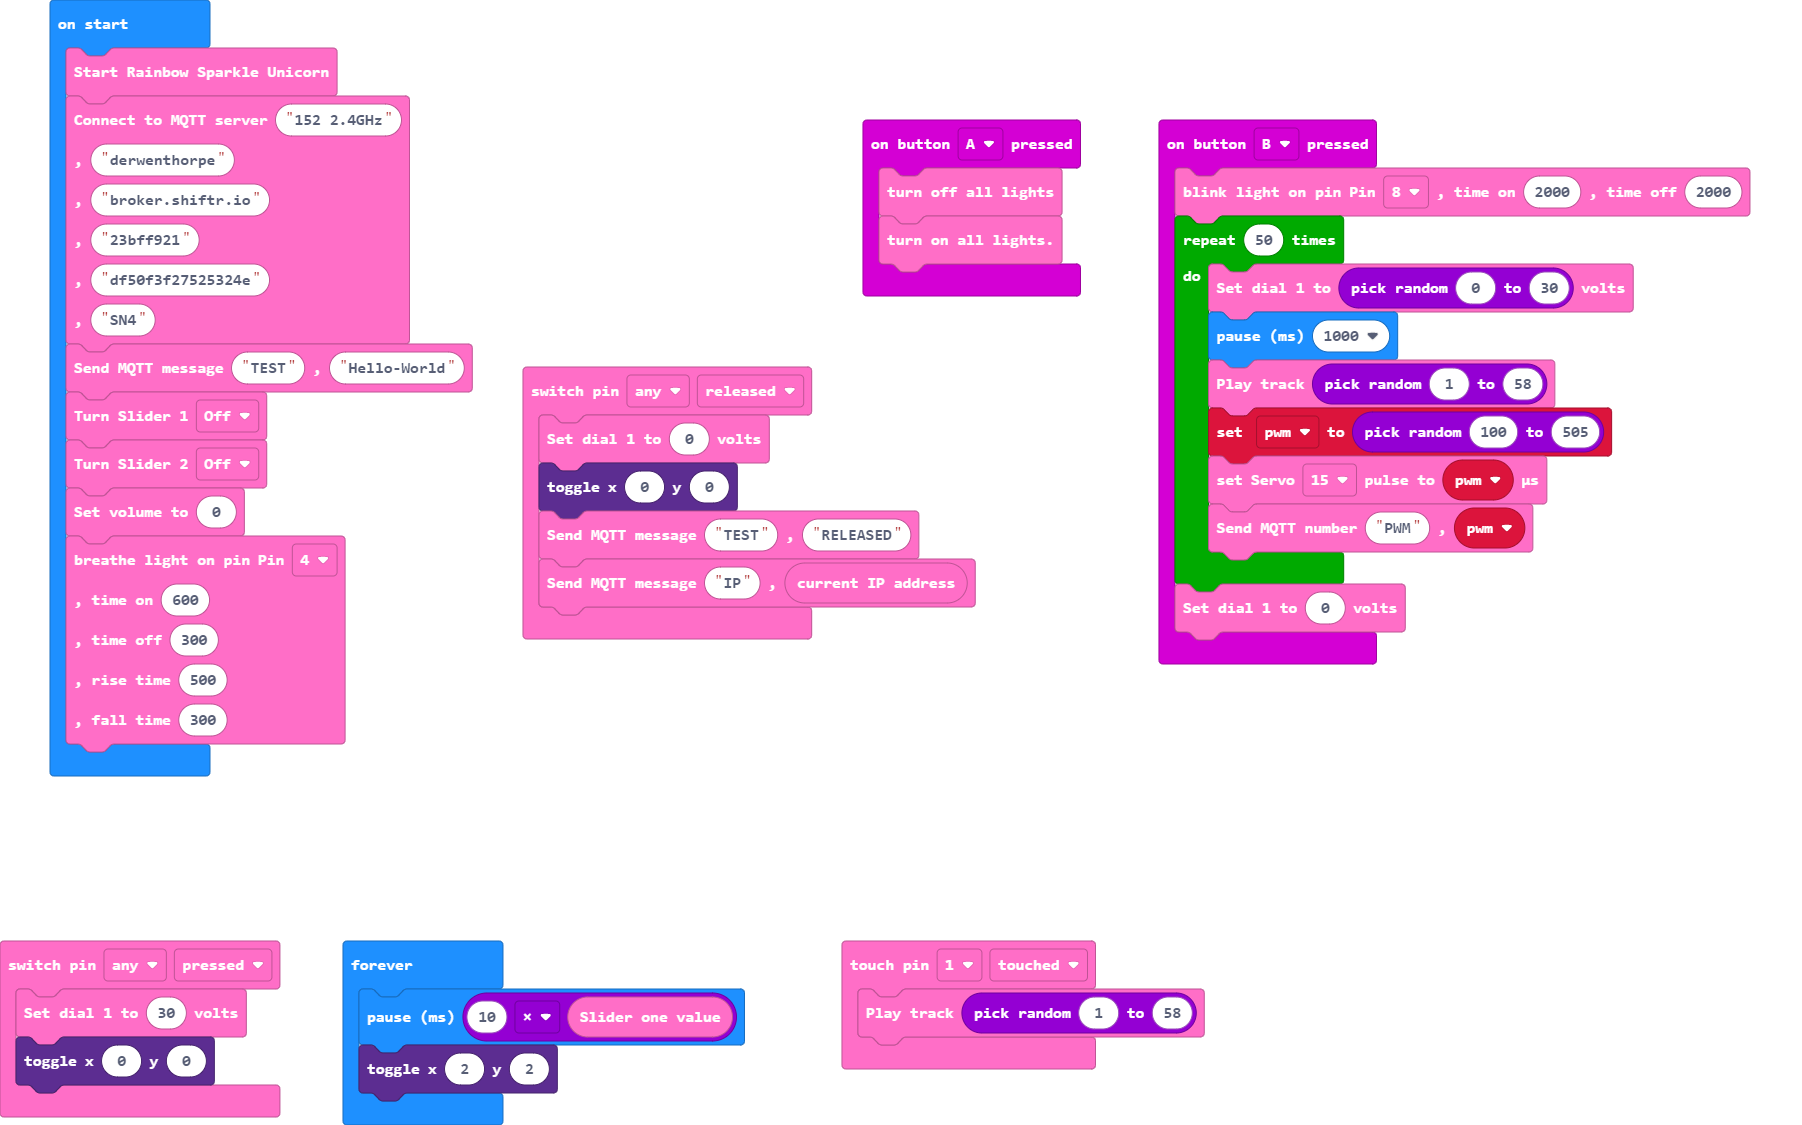 on start
Start Rainbow Sparkle Unicorn
Connect to MQTT server "152 2.4GHz"
, "derwenthorpe"
, "broker.shiftr.io"
, "23bff921"
, "df50f3f27525324e"
, "SN4"
Send MQTT message "TEST" , "Hello-World"
Turn Slider 1 Off
Turn Slider 2 Off
Set volume to 0
breathe light on pin Pin 4
, time on 600
, time off 300
, rise time 500
, fall time 300
switch pin any released
Set dial 1 to 0 volts
toggle x 0 y 0
Send MQTT message "TEST" , "RELEASED"
Send MQTT message "IP" , current IP address
on button A pressed
turn off all lights
turn on all lights.
on button B pressed
blink light on pin Pin 8 , time on 2000 , time off 2000
repeat 50 times
do
Set dial 1 to pick random 0 to 30 volts
pause (ms) 1000
Play track pick random 1 to 58
set pwm to pick random 100 to 505
set Servo 15 pulse to pwm µs
Send MQTT number "PWM" , pwm
Set dial 1 to 0 volts
switch pin any pressed
Set dial 1 to 30 volts
toggle x 0 y 0
forever
pause (ms) 10 × Slider one value
toggle x 2 y 2
touch pin 1 touched
Play track pick random 1 to 58